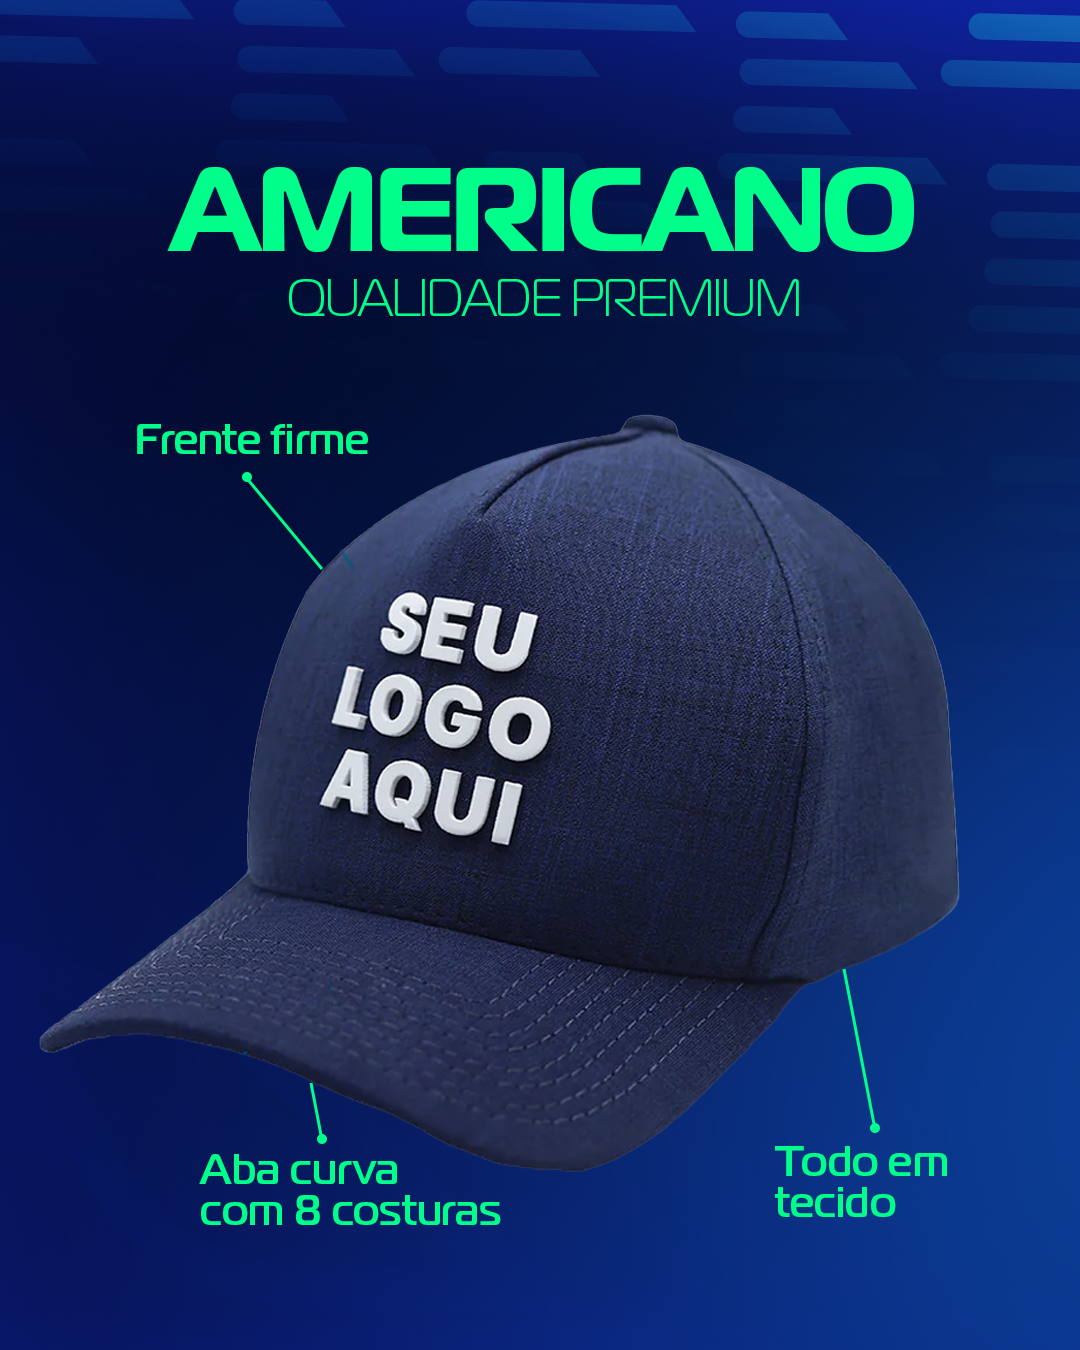 AMERICANO
QUALIDADE PREMIUM
Frente firme
SEU
LOGO
AQUI
Aba curva
com 8 costuras
Todo em
tecido